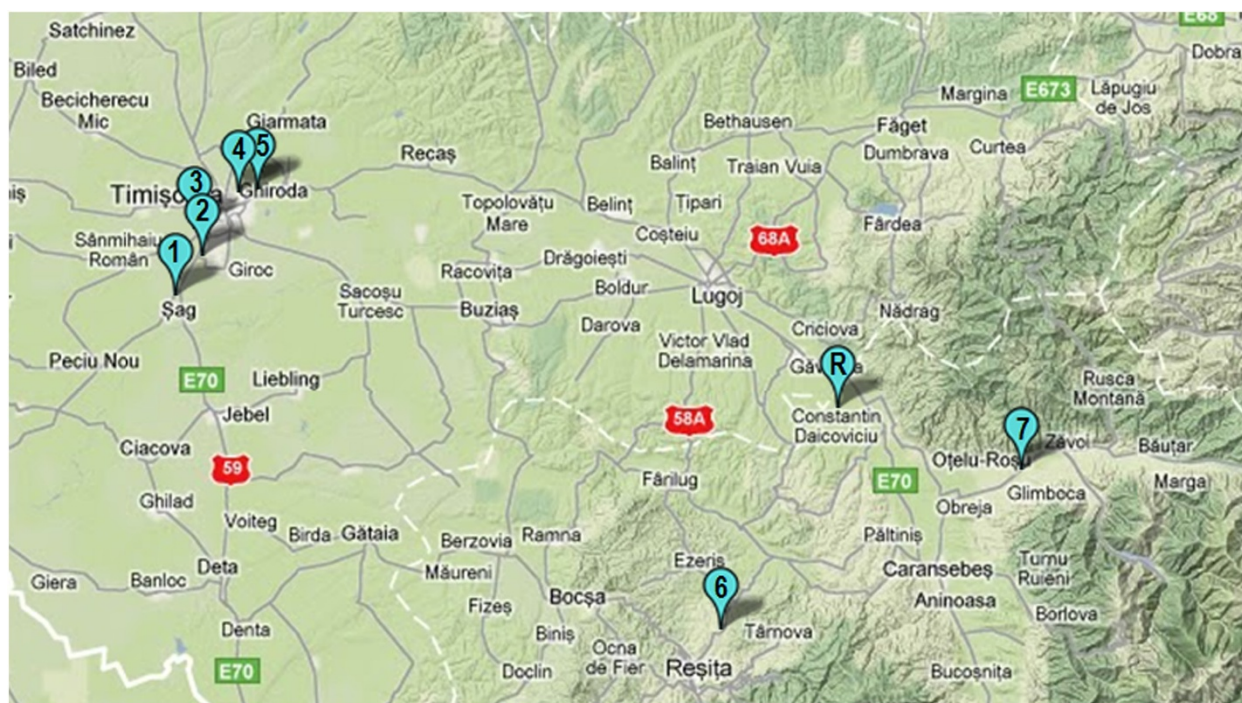 Satchinez
E68
Dobra
Biled
Becicherecu
Mic
Margina
E673
Lăpugiu
de Jos
Giarmata
Bethausen
Făget
4
5
Recaș
Balinț
Traian Vuia
Dumbrava
Curtea
3
Timișo
a
Ghiroda
2
Topolovățu
Mare
Belinț
Tipari
Fârdea
Sânmihaiu
Român
1
Giroc
Coșteiu
68A
Racovița
Drăgoiești
Șag
Sacoșu
Turcesc
Buziaș
Boldur
Lugoj
Darova
Criciova
Nădrag
Peciu Nou
Victor Vlad
Delamarina
R
E70
Liebling
Rusca
Montană
Jebel
58A
Constantin
Daicoviciu
7
Ciacova
59
Oțelu-Roșu
Zăvoi
Băuțar
Fârliug
E70
Glimboca
Marga
Ghilad
Obreja
Voiteg
Birda
Gătaia
Berzovia
Ramna
Păltiniș
Deta
Ezeriș
Turnu
Ruieni
Giera
Banloc
Măureni
Caransebeș
6
Fizeș
Bocșa
Aninoasa
Borlova
Denta
Biniș
Târnova
Ocna
de Fier
E70
Doclin
Reșița
Bucoșnița